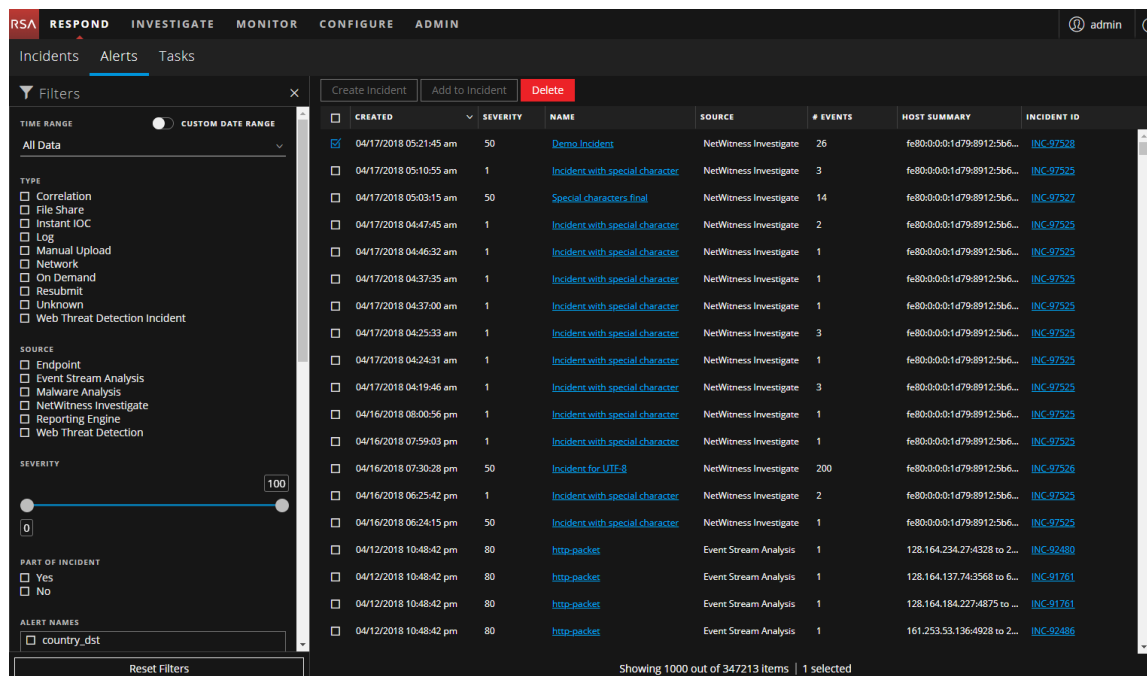 RSA RESPOND INVESTIGATE MONITOR CONFIGURE ADMIN admin
Incidents Alerts Tasks
Filters ×
TIME RANGE CUSTOM DATE RANGE
All Data
TYPE
Correlation
File Share
Instant IOC
Log
Manual Upload
Network
On Demand
Resubmit
Unknown
Web Threat Detection Incident
SOURCE
Endpoint
Event Stream Analysis
Malware Analysis
NetWitness Investigate
Reporting Engine
Web Threat Detection
SEVERITY
100
0
PART OF INCIDENT
Yes
No
ALERT NAMES
country_dst
Reset Filters
Create Incident Add to Incident Delete
CREATED SEVERITY NAME SOURCE # EVENTS HOST SUMMARY INCIDENT ID
04/17/2018 05:21:45 am 50 Demo Incident NetWitness Investigate 26 fe80:0:0:0:1d79:8912:5b6... INC-97528
04/17/2018 05:10:55 am 1 Incident with special character NetWitness Investigate 3 fe80:0:0:0:1d79:8912:5b6... INC-97525
04/17/2018 05:03:15 am 50 Special characters final NetWitness Investigate 14 fe80:0:0:0:1d79:8912:5b6... INC-97527
04/17/2018 04:47:45 am 1 Incident with special character NetWitness Investigate 2 fe80:0:0:0:1d79:8912:5b6... INC-97525
04/17/2018 04:46:32 am 1 Incident with special character NetWitness Investigate 1 fe80:0:0:0:1d79:8912:5b6... INC-97525
04/17/2018 04:37:35 am 1 Incident with special character NetWitness Investigate 1 fe80:0:0:0:1d79:8912:5b6... INC-97525
04/17/2018 04:37:00 am 1 Incident with special character NetWitness Investigate 1 fe80:0:0:0:1d79:8912:5b6... INC-97525
04/17/2018 04:25:33 am 1 Incident with special character NetWitness Investigate 3 fe80:0:0:0:1d79:8912:5b6... INC-97525
04/17/2018 04:24:31 am 1 Incident with special character NetWitness Investigate 1 fe80:0:0:0:1d79:8912:5b6... INC-97525
04/17/2018 04:19:46 am 1 Incident with special character NetWitness Investigate 3 fe80:0:0:0:1d79:8912:5b6... INC-97525
04/16/2018 08:00:56 pm 1 Incident with special character NetWitness Investigate 1 fe80:0:0:0:1d79:8912:5b6... INC-97525
04/16/2018 07:59:03 pm 1 Incident with special character NetWitness Investigate 1 fe80:0:0:0:1d79:8912:5b6... INC-97525
04/16/2018 07:30:28 pm 50 Incident for UTF-8 NetWitness Investigate 200 fe80:0:0:0:1d79:8912:5b6... INC-97526
04/16/2018 06:25:42 pm 1 Incident with special character NetWitness Investigate 2 fe80:0:0:0:1d79:8912:5b6... INC-97525
04/16/2018 06:24:15 pm 50 Incident with special character NetWitness Investigate 1 fe80:0:0:0:1d79:8912:5b6... INC-97525
04/12/2018 10:48:42 pm 80 http-packet Event Stream Analysis 1 128.164.234.27:4328 to 2... INC-92480
04/12/2018 10:48:42 pm 80 http-packet Event Stream Analysis 1 128.164.137.74:3568 to 6... INC-91761
04/12/2018 10:48:42 pm 80 http-packet Event Stream Analysis 1 128.164.184.227:4875 to ... INC-91761
04/12/2018 10:48:42 pm 80 http-packet Event Stream Analysis 1 161.253.53.136:4928 to 2... INC-92486
Showing 1000 out of 347213 items | 1 selected